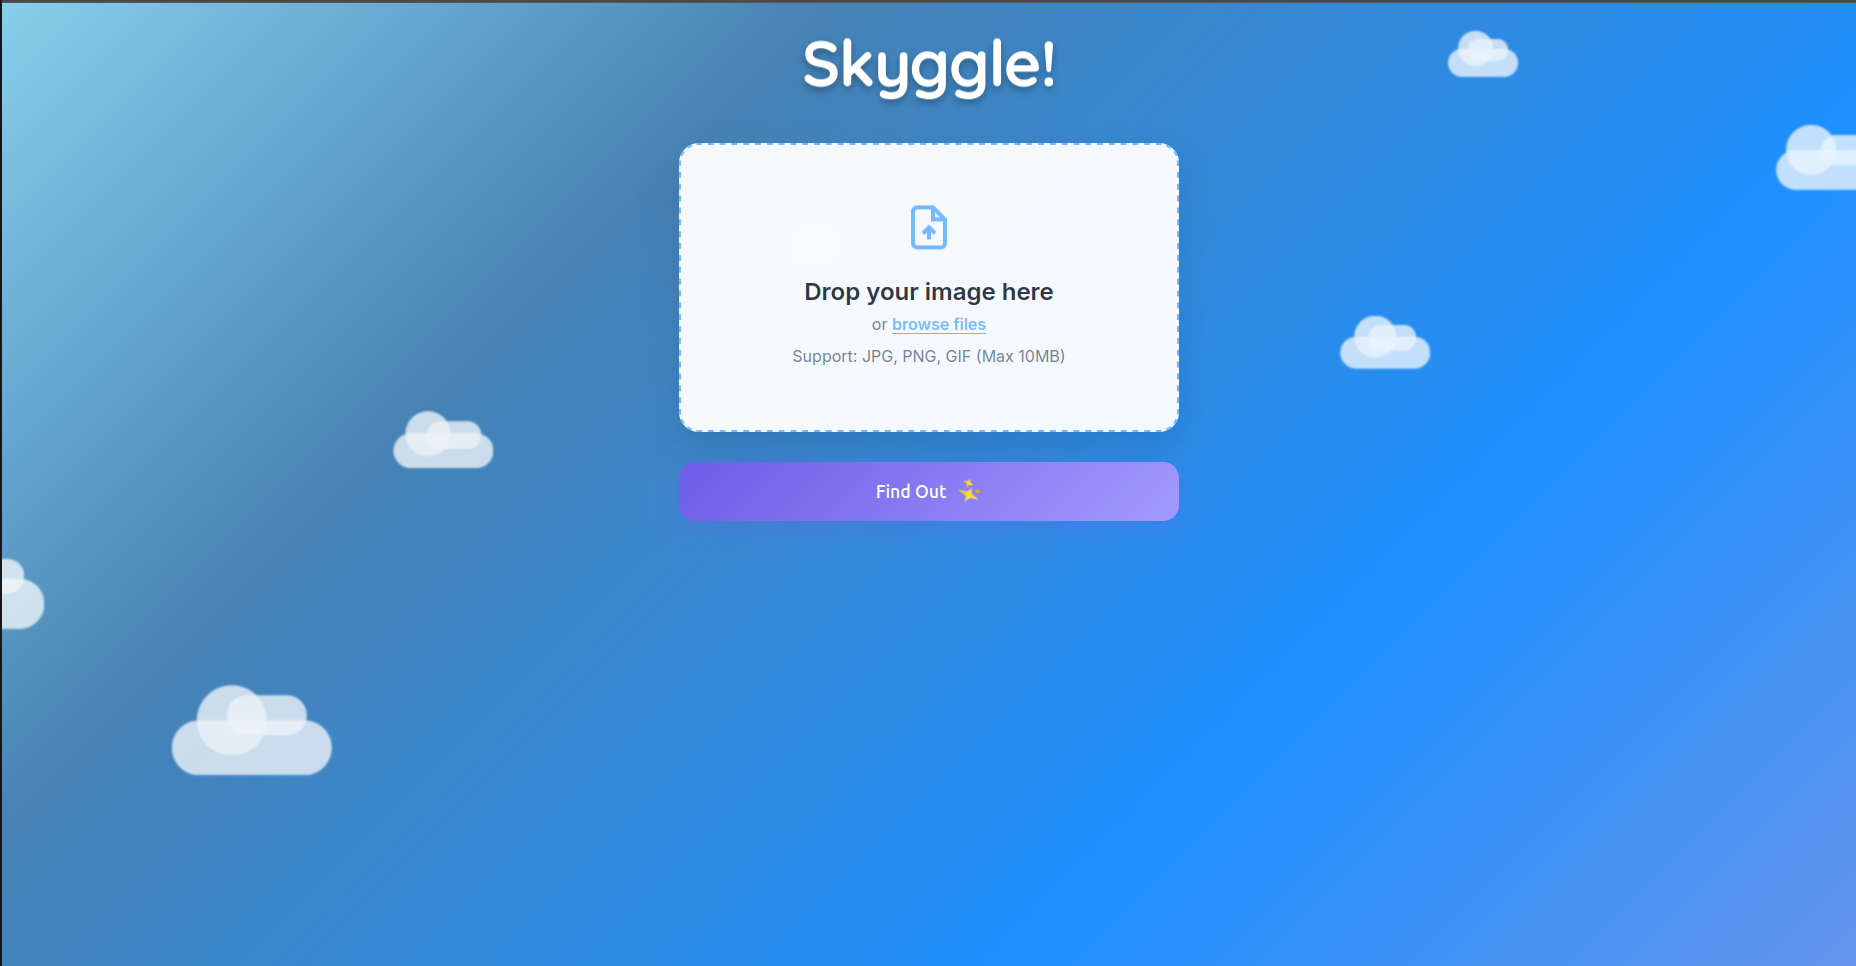 Skyggle!
Drop your image here
or browse files
Support: JPG, PNG, GIF (Max 10MB)
Find Out